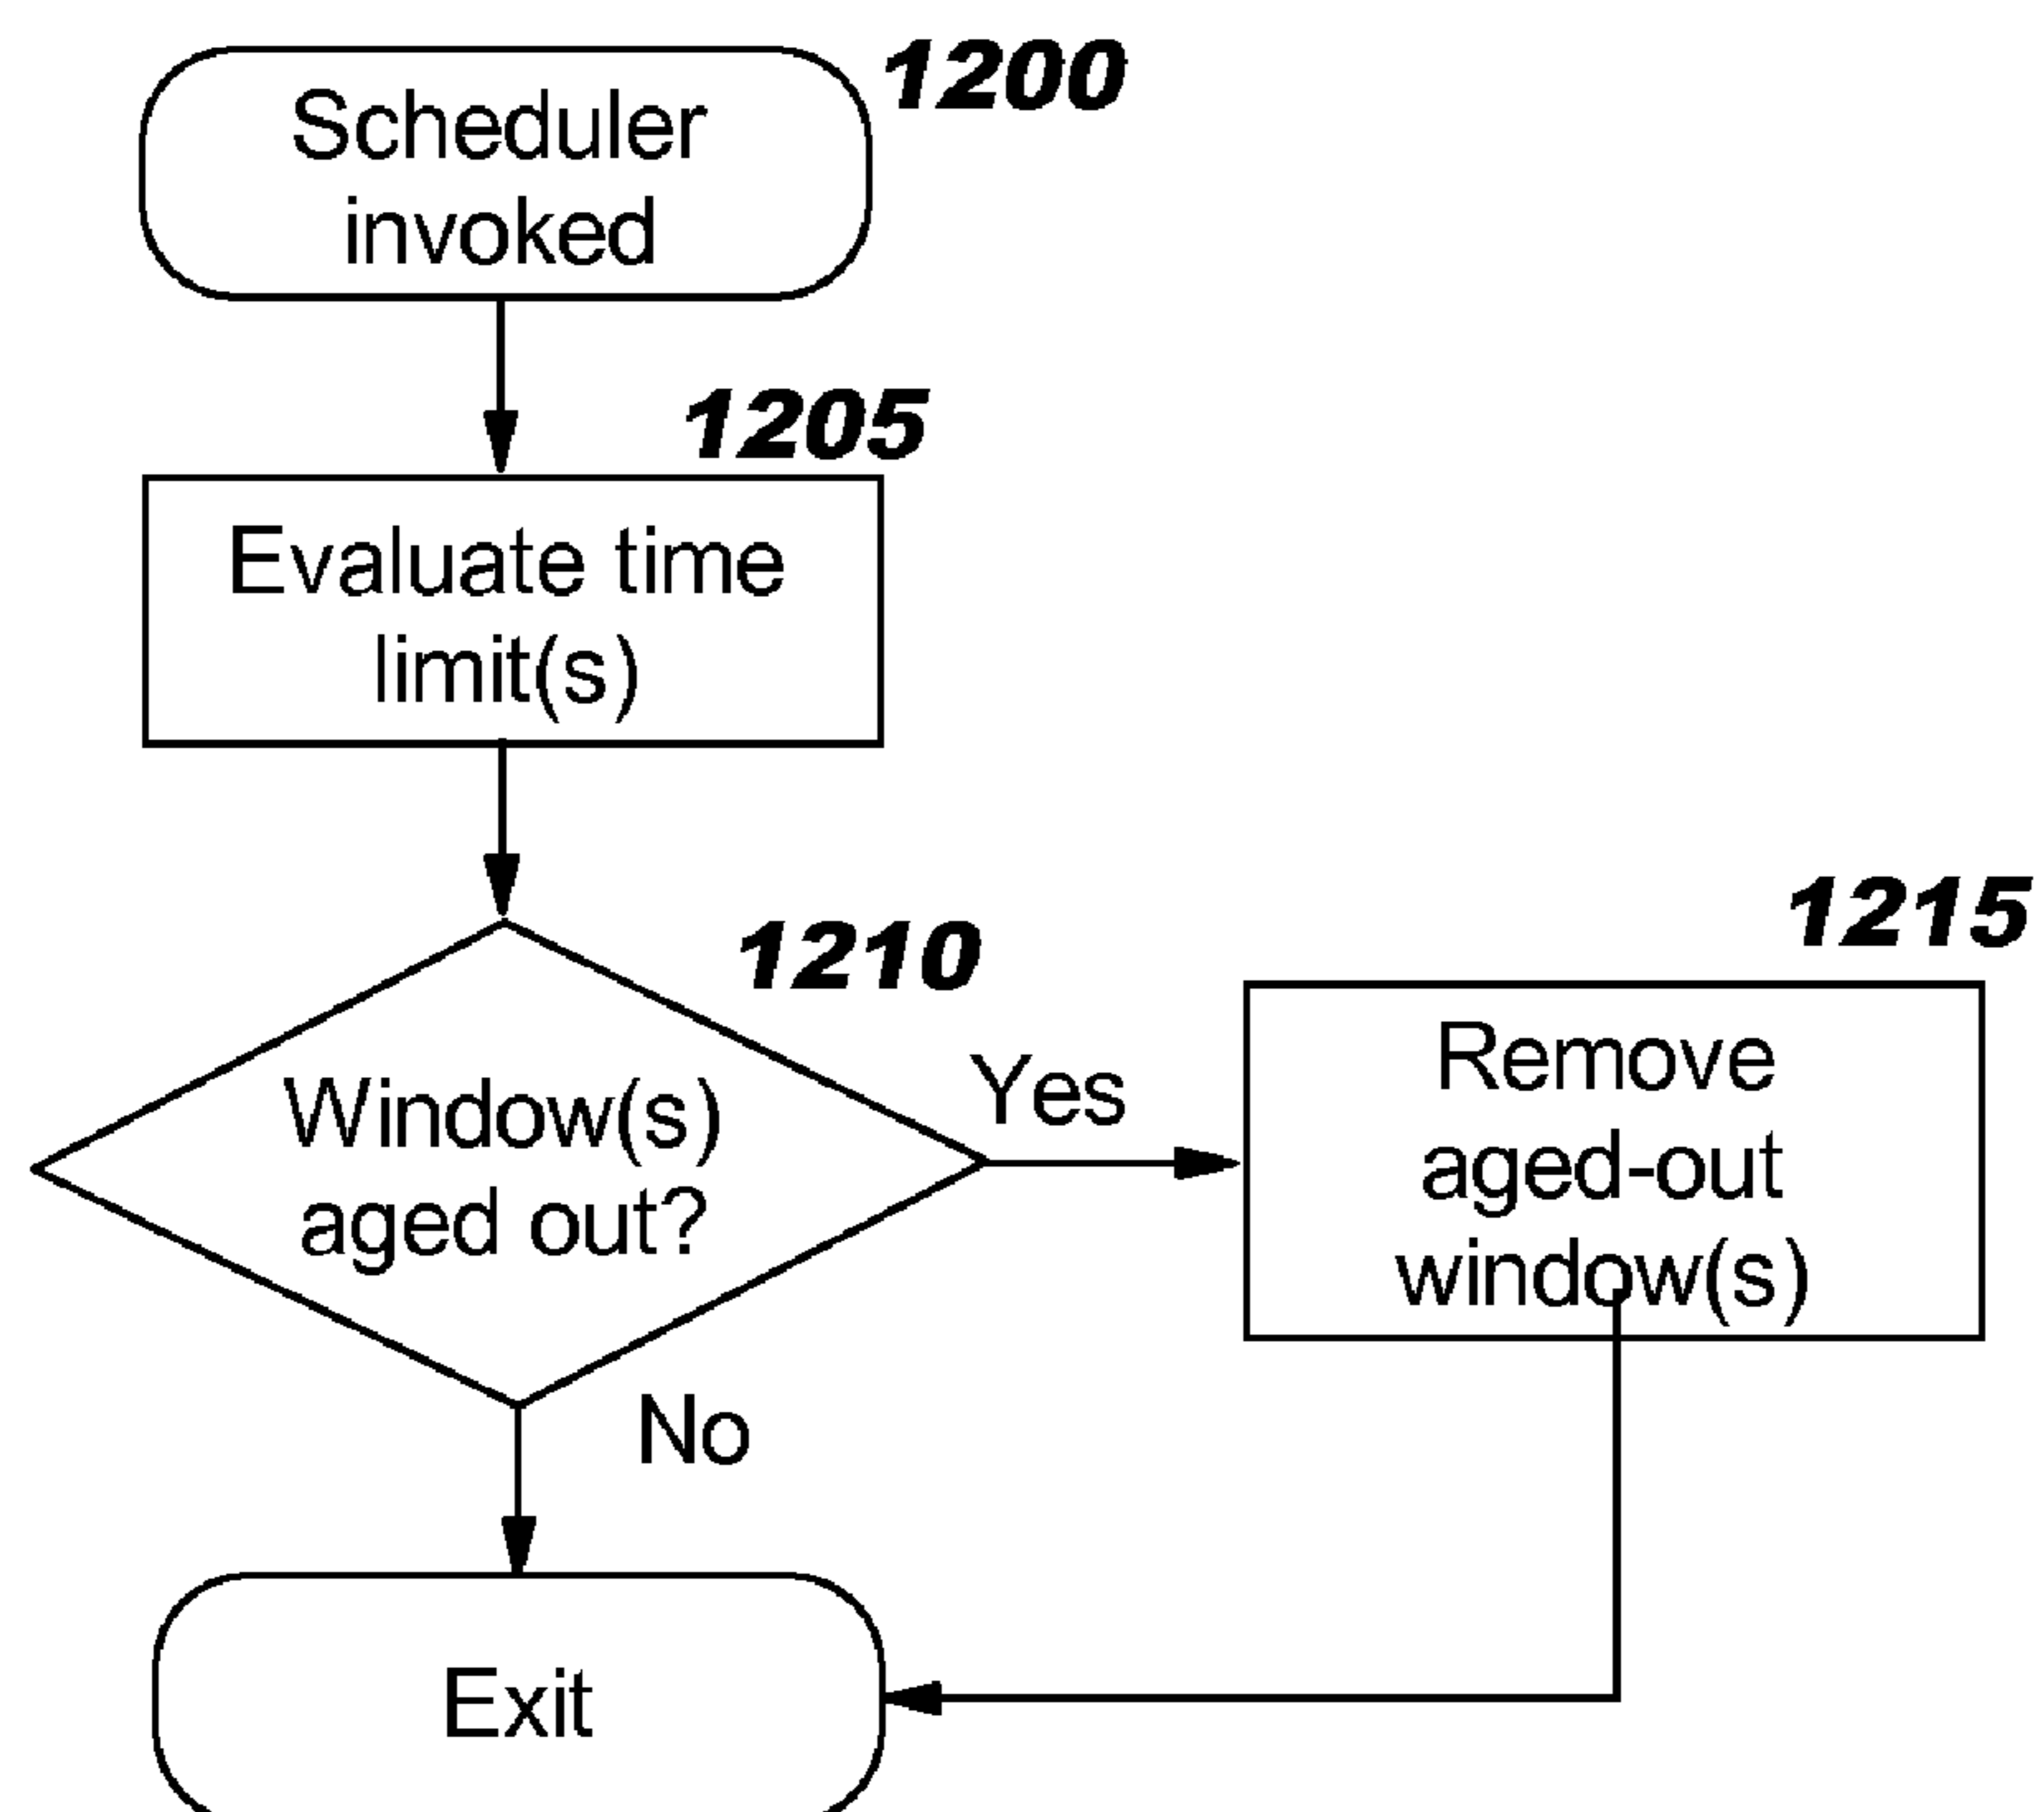 1200
Scheduler
invoked
1205
Evaluate time
limit(s)
1210
Window(s)
aged out?
Yes
1215
Remove
aged-out
window(s)
No
Exit